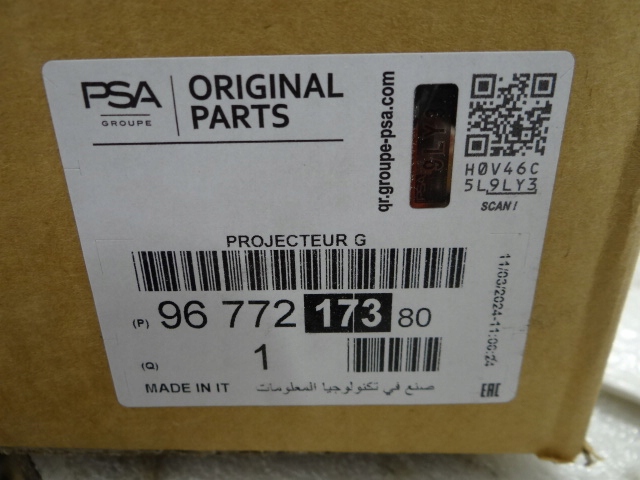 PSA
GROUPE
ORIGINAL
PARTS
qr.groupe-psa.com
9LY3
H0V46C
5L9LY3
SCAN!
PROJECTEUR G
(P) 96 772 173 80
(Q) 1
MADE IN IT صنع في تكنولوجيا المعلومات
11/03/2024-11:06:24
EAC